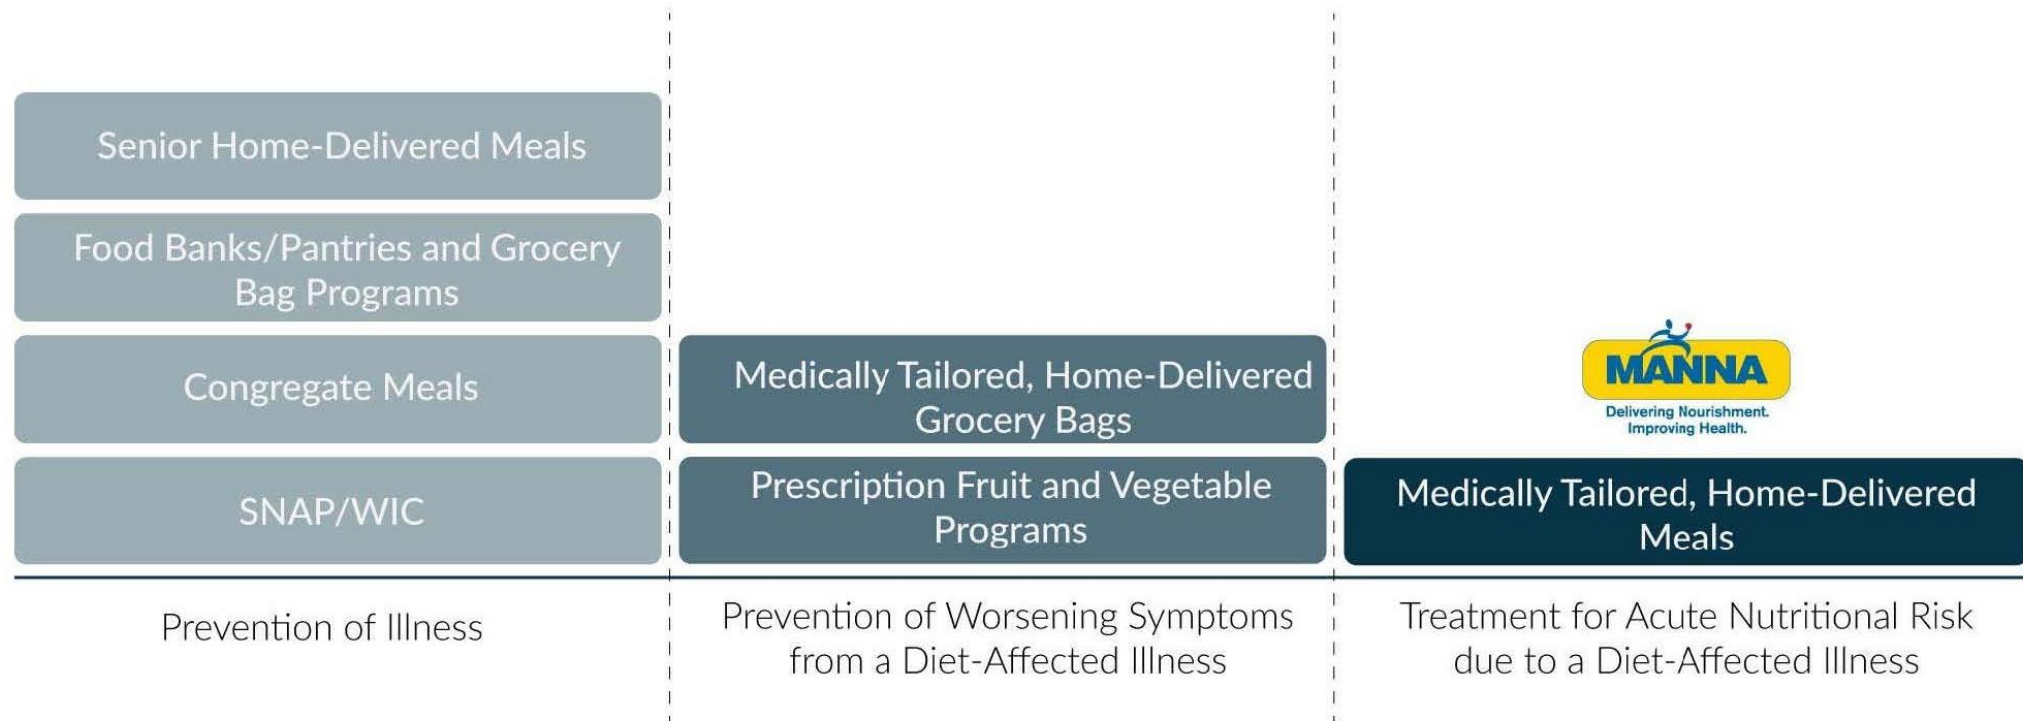 Senior Home-Delivered Meals
Food Banks/Pantries and Grocery
Bag Programs
Congregate Meals
SNAP/WIC
Prevention of Illness
Medically Tailored, Home-Delivered
Grocery Bags
Prescription Fruit and Vegetable
Programs
Prevention of Worsening Symptoms
from a Diet-Affected Illness
MANNA
Delivering Nourishment.
Improving Health.
Medically Tailored, Home-Delivered
Meals
Treatment for Acute Nutritional Risk
due to a Diet-Affected Illness